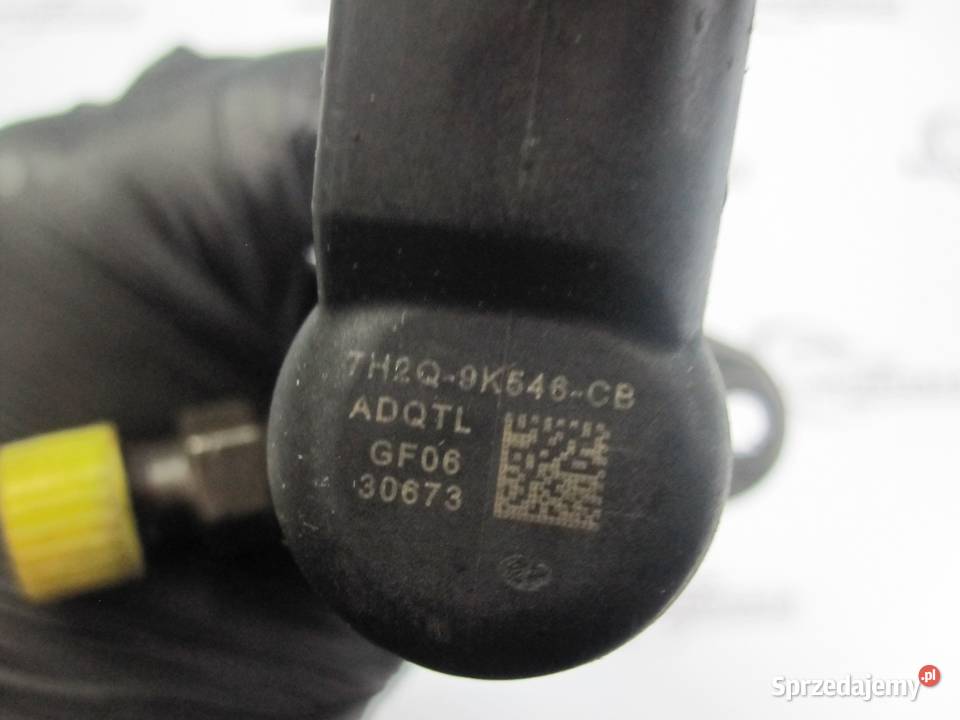 7H2Q-9K546-CB
ADQTL
GF06
30673
Sprzedajemy.pl